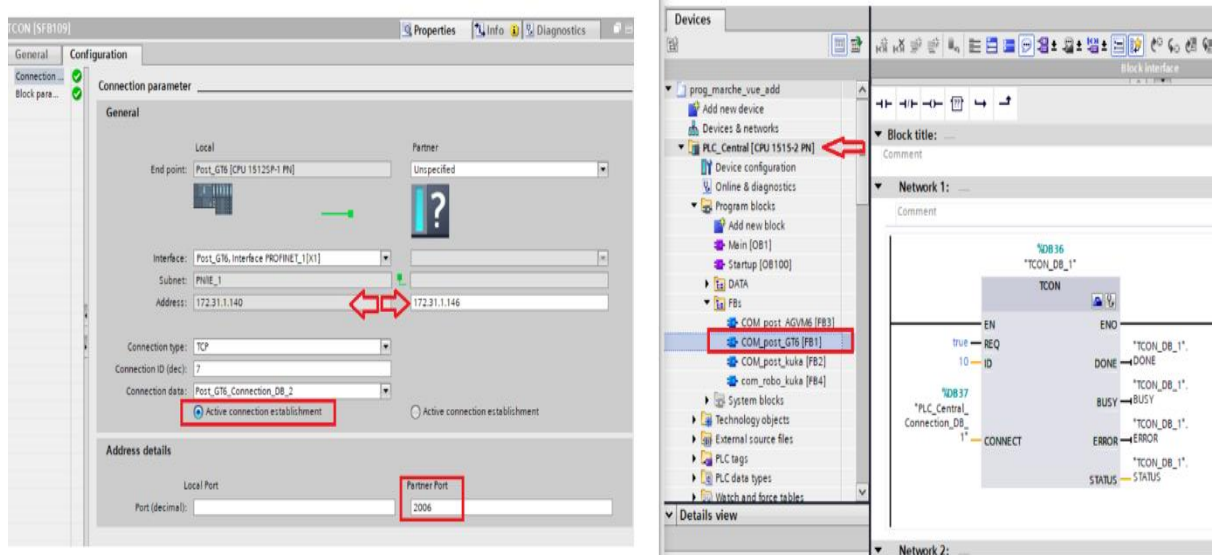 TCON [SFB109]
Properties
Info
Diagnostics
General
Configuration
Connection ...
Block para...
Connection parameter
General
Local
Partner
End point:
Post_GT6 [CPU 1512SP-1 PN]
Unspecified
Interface:
Post_GT6, Interface PROFINET_1[X1]
Subnet:
PN/IE_1
Address:
172.31.1.140
172.31.1.146
Connection type:
TCP
Connection ID (dec):
7
Connection data:
Post_GT6_Connection_DB_2
Active connection establishment
Active connection establishment
Address details
Local Port
Partner Port
Port (decimal):
2006
Devices
prog_marche_vue_add
Add new device
Devices & networks
PLC_Central [CPU 1515-2 PN]
Device configuration
Online & diagnostics
Program blocks
Add new block
Main [OB1]
Startup [OB100]
DATA
FBs
COM_post_AGVM6 [FB3]
COM_post_GT6 [FB1]
COM_post_kuka [FB2]
com_robo_kuka [FB4]
System blocks
Technology objects
External source files
PLC tags
PLC data types
Watch and force tables
Details view
Block interface
Block title:
Comment
Network 1:
Comment
%DB36
"TCON_DB_1"
TCON
EN
ENO
true
REQ
10
ID
%DB37
"PLC_Central_
Connection_DB_
1"
CONNECT
DONE
"TCON_DB_1".
DONE
BUSY
"TCON_DB_1".
BUSY
ERROR
"TCON_DB_1".
ERROR
STATUS
"TCON_DB_1".
STATUS
Network 2: